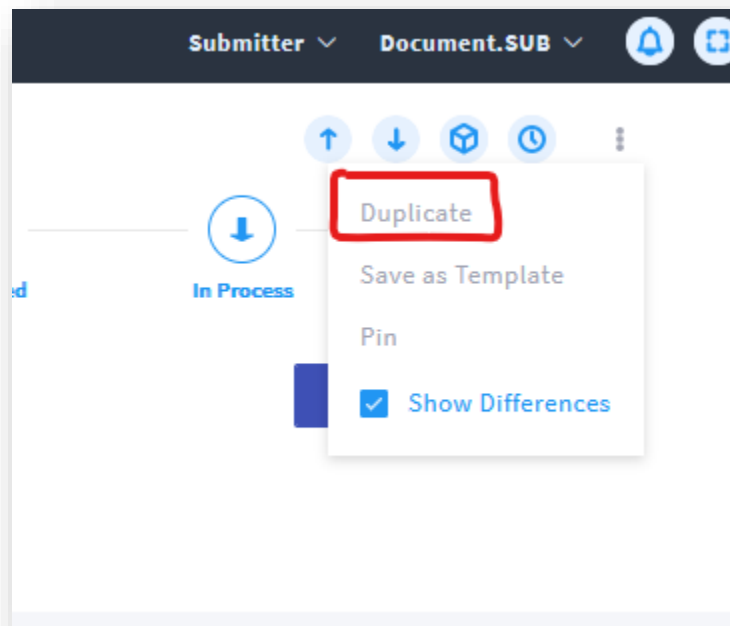 Submitter Document.SUB
Duplicate
Save as Template
In Process
Pin
Show Differences